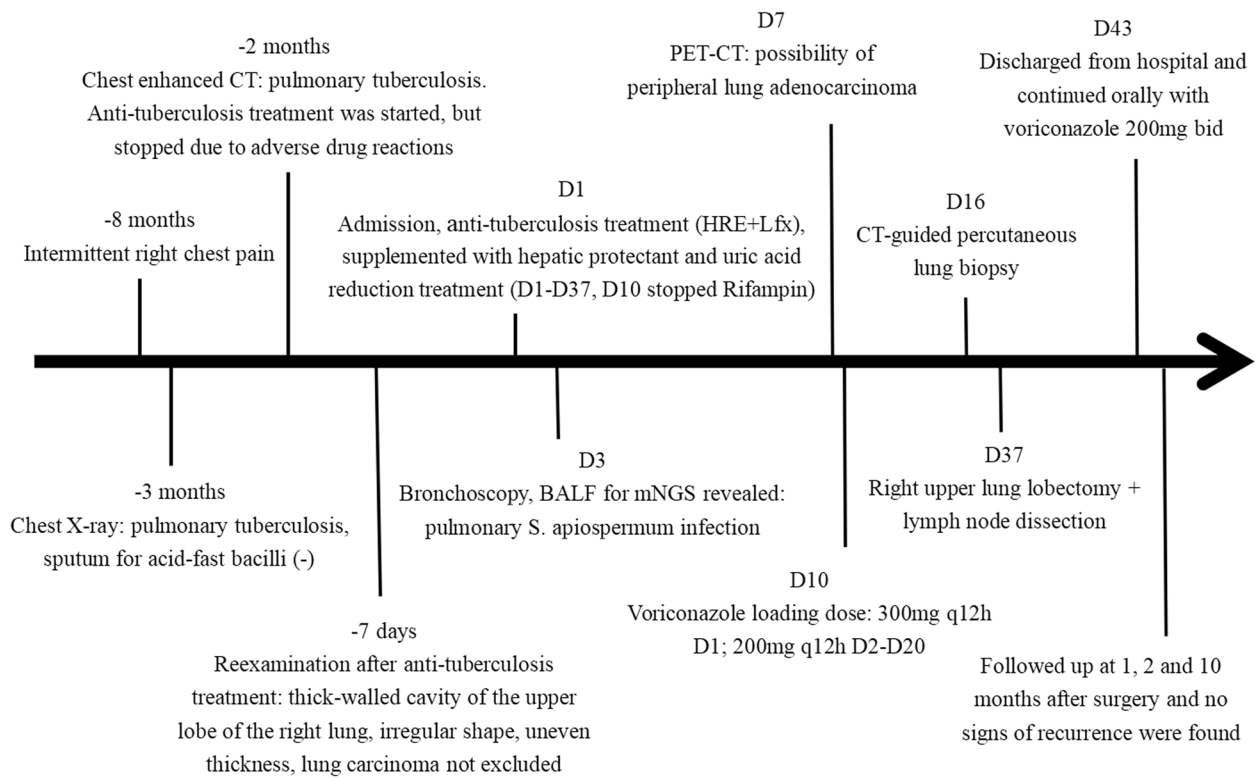 -8 months
Intermittent right chest pain
-3 months
Chest X-ray: pulmonary tuberculosis,
sputum for acid-fast bacilli (-)
-2 months
Chest enhanced CT: pulmonary tuberculosis.
Anti-tuberculosis treatment was started, but
stopped due to adverse drug reactions
-7 days
Reexamination after anti-tuberculosis
treatment: thick-walled cavity of the upper
lobe of the right lung, irregular shape, uneven
thickness, lung carcinoma not excluded
D1
Admission, anti-tuberculosis treatment (HRE+Lfx),
supplemented with hepatic protectant and uric acid
reduction treatment (D1-D37, D10 stopped Rifampin)
D3
Bronchoscopy, BALF for mNGS revealed:
pulmonary S. apiospermum infection
D7
PET-CT: possibility of
peripheral lung adenocarcinoma
D10
Voriconazole loading dose: 300mg q12h
D1; 200mg q12h D2-D20
D16
CT-guided percutaneous
lung biopsy
D37
Right upper lung lobectomy +
lymph node dissection
D43
Discharged from hospital and
continued orally with
voriconazole 200mg bid
Followed up at 1, 2 and 10
months after surgery and no
signs of recurrence were found